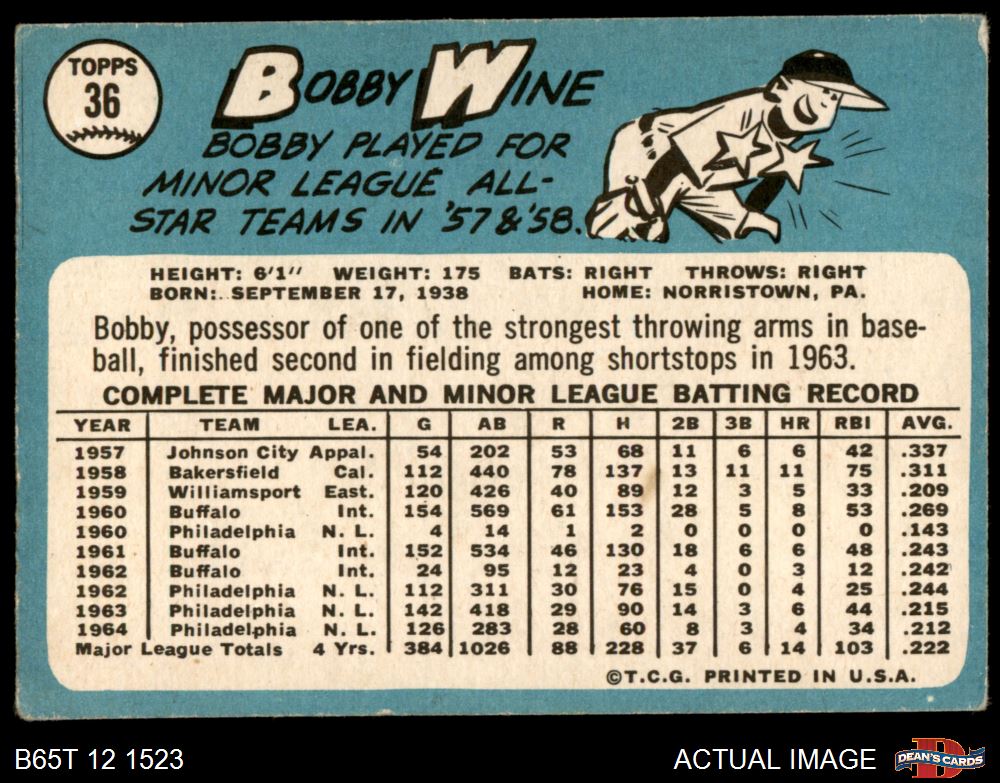 TOPPS
36
BOBBY WINE
BOBBY PLAYED FOR
MINOR LEAGUE ALL-
STAR TEAMS IN '57 & '58.
HEIGHT: 6'1" WEIGHT: 175 BATS: RIGHT THROWS: RIGHT
BORN: SEPTEMBER 17, 1938 HOME: NORRISTOWN, PA.
Bobby, possessor of one of the strongest throwing arms in base-
ball, finished second in fielding among shortstops in 1963.
COMPLETE MAJOR AND MINOR LEAGUE BATTING RECORD
YEAR TEAM LEA. G AB R H 2B 3B HR RBI AVG.
1957 Johnson City Appal. 54 202 53 68 11 6 6 42 .337
1958 Bakersfield Cal. 112 440 78 137 13 11 11 75 .311
1959 Williamsport East. 120 426 40 89 12 3 5 33 .209
1960 Buffalo Int. 154 569 61 153 28 5 8 53 .269
1960 Philadelphia N. L. 4 14 1 2 0 0 0 0 .143
1961 Buffalo Int. 152 534 46 130 18 6 6 48 .243
1962 Buffalo Int. 24 95 12 23 4 0 3 12 .242
1962 Philadelphia N. L. 112 311 30 76 15 0 4 25 .244
1963 Philadelphia N. L. 142 418 29 90 14 3 6 44 .215
1964 Philadelphia N. L. 126 283 28 60 8 3 4 34 .212
Major League Totals 4 Yrs. 384 1026 88 228 37 6 14 103 .222
©T.C.G. PRINTED IN U.S.A.
B65T 12 1523 ACTUAL IMAGE
D
DEAN'S CARDS